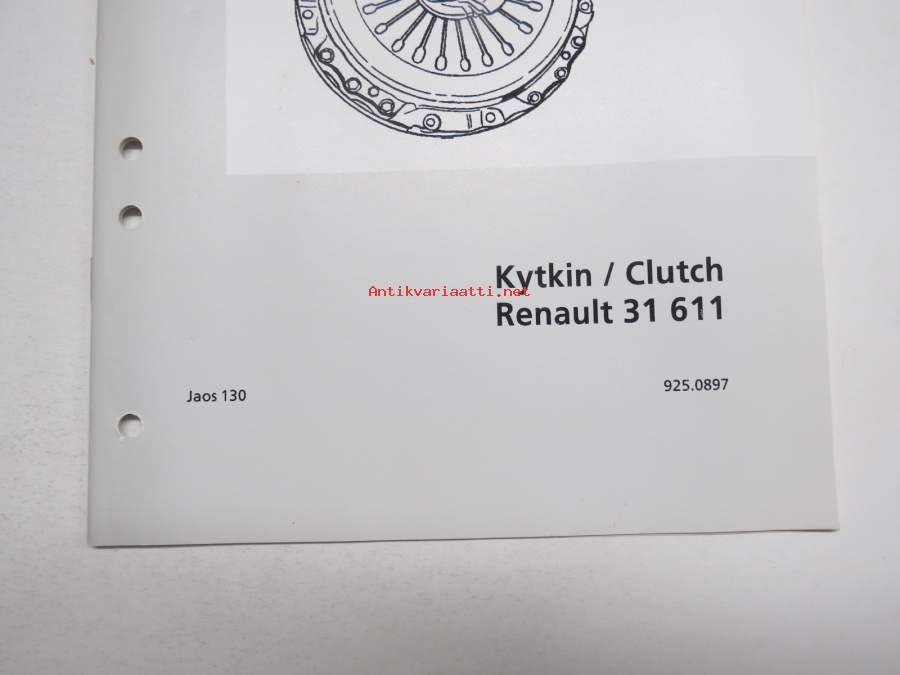 Kytkin / Clutch
Antikvariaatti.net
Renault 31 611
Jaos 130
925.0897